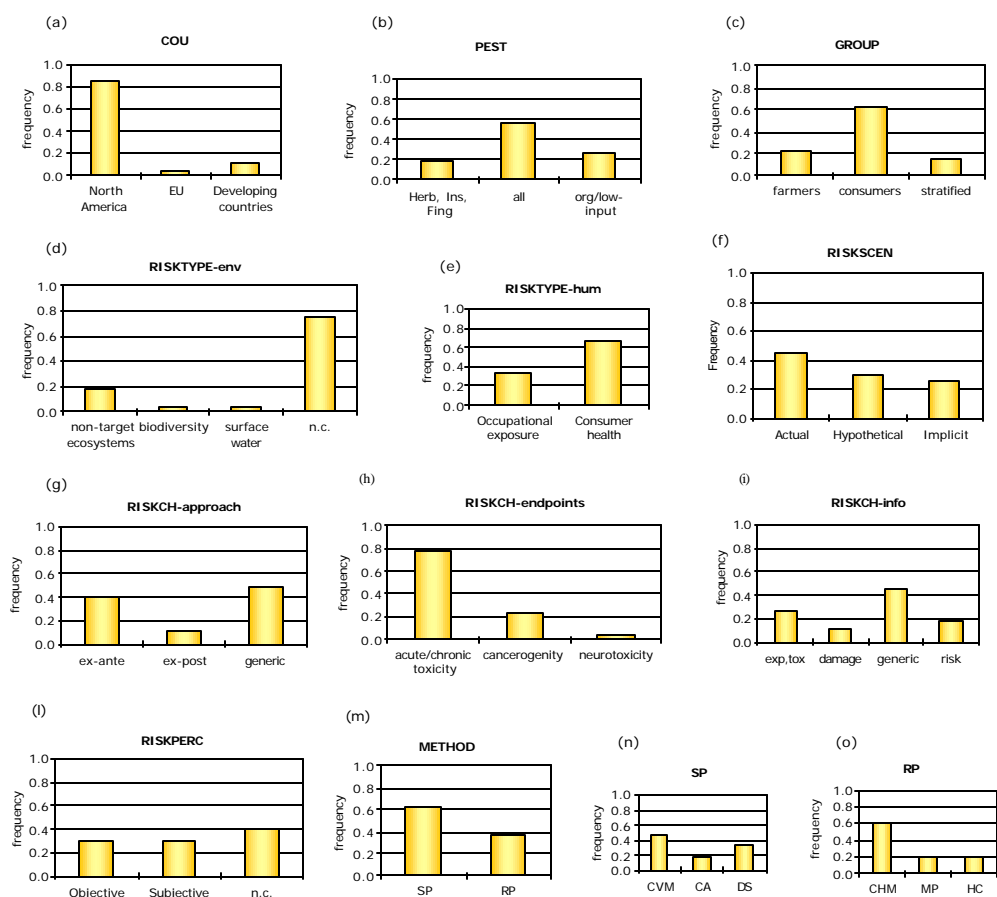 (a)
COU
frequency
1.0
0.8
0.6
0.4
0.2
0.0
North America
EU
Developing countries
(b)
PEST
frequency
1.0
0.8
0.6
0.4
0.2
0.0
Herb, Ins, Fing
all
org/low-input
(c)
GROUP
frequency
1.0
0.8
0.6
0.4
0.2
0.0
farmers
consumers
stratified
(d)
RISKTYPE-env
frequency
1.0
0.8
0.6
0.4
0.2
0.0
non-target ecosystems
biodiversity
surface water
n.c.
(e)
RISKTYPE-hum
frequency
1.0
0.8
0.6
0.4
0.2
0.0
Occupational exposure
Consumer health
(f)
RISKSCEN
Frequency
1.0
0.8
0.6
0.4
0.2
0.0
Actual
Hypothetical
Implicit
(g)
RISKCH-approach
frequency
1.0
0.8
0.6
0.4
0.2
0.0
ex-ante
ex-post
generic
(h)
RISKCH-endpoints
frequency
1.0
0.8
0.6
0.4
0.2
0.0
acute/chronic toxicity
cancerogenity
neurotoxicity
(i)
RISKCH-info
frequency
1.0
0.8
0.6
0.4
0.2
0.0
exp,tox
damage
generic
risk
(l)
RISKPERC
frequency
1.0
0.8
0.6
0.4
0.2
0.0
Objective
Subjective
n.c.
(m)
METHOD
frequency
1.0
0.8
0.6
0.4
0.2
0.0
SP
RP
(n)
SP
frequency
1.0
0.8
0.6
0.4
0.2
0.0
CVM
CA
DS
(o)
RP
frequency
1.0
0.8
0.6
0.4
0.2
0.0
CHM
MP
HC